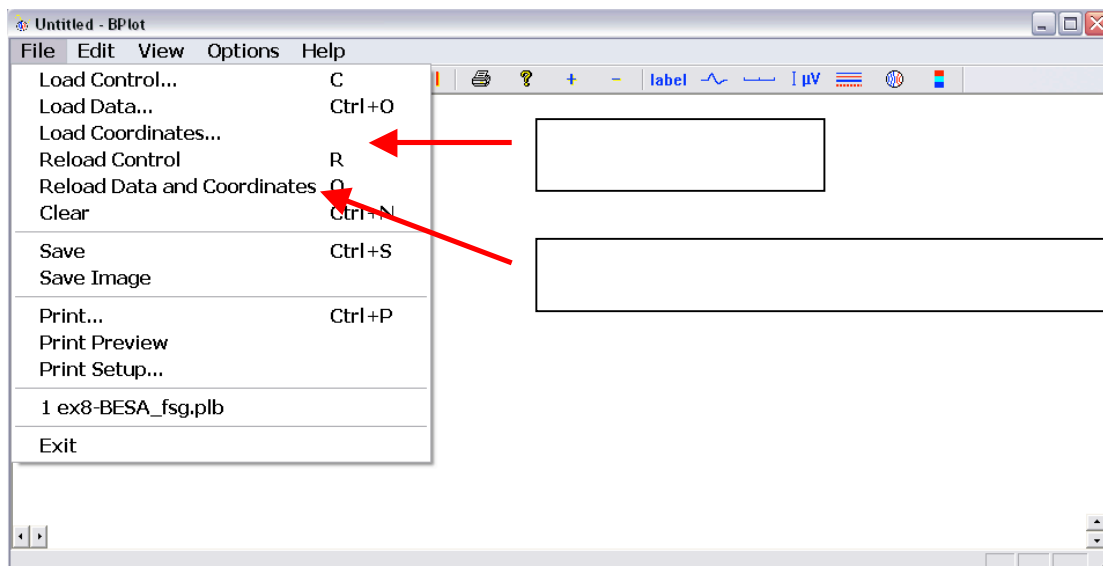 Untitled - BPlot
File Edit View Options Help
label I µV
? + -
Load Control... C
Load Data... Ctrl+O
Load Coordinates...
Reload Control R
Reload Data and Coordinates O
Clear Ctrl+N
Save Ctrl+S
Save Image
Print... Ctrl+P
Print Preview
Print Setup...
1 ex8-BESA_fsg.plb
Exit